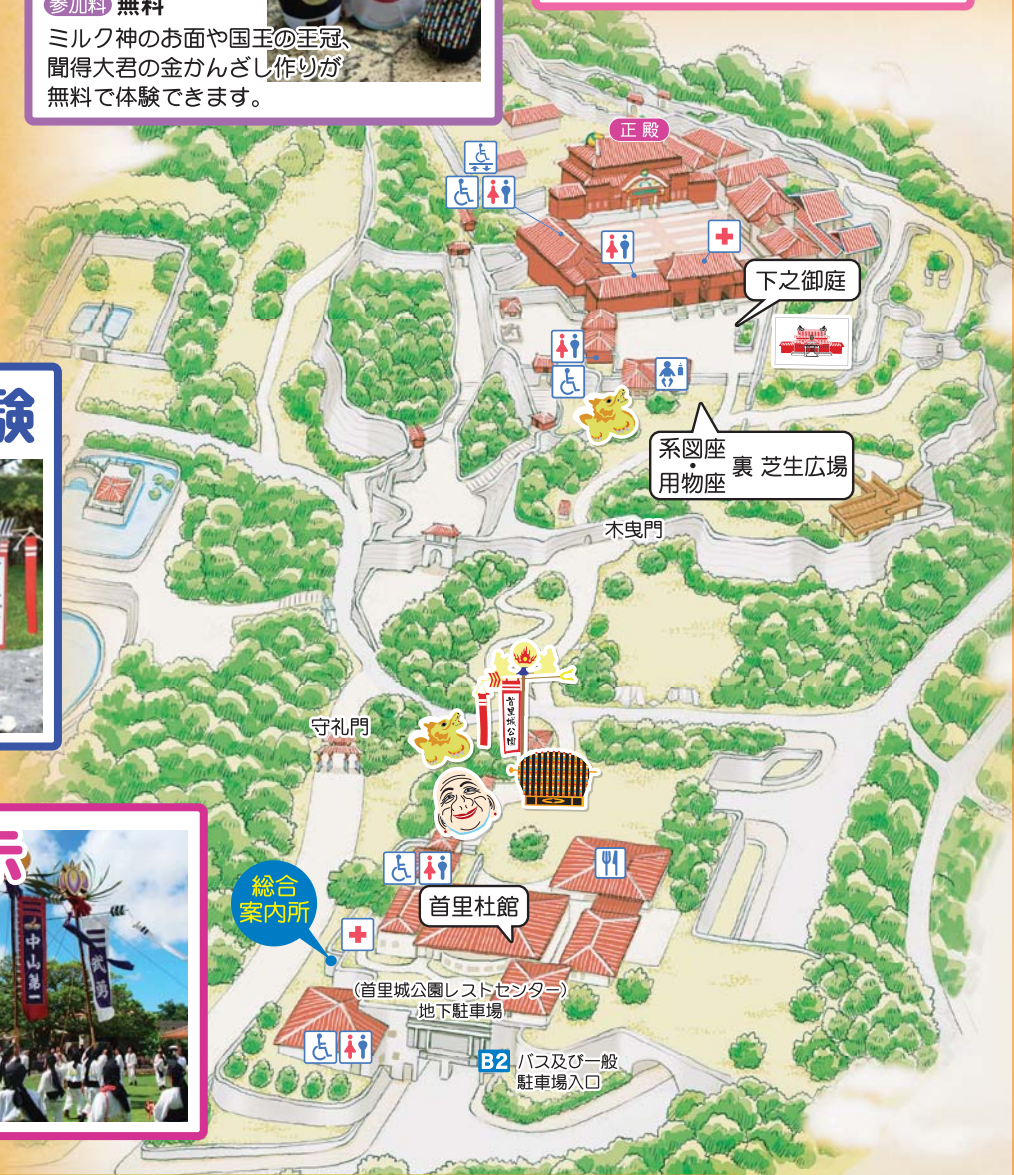 参加料 無料
ミルク神のお面や国王の王冠、
聞得大君の金かんざし作りが
無料で体験できます。
正殿
下之御庭
系図座・用物座 裏 芝生広場
験
木曳門
首里城公園
守礼門
示
中山第一
武勇
総合
案内所
首里杜館
(首里城公園レストセンター)
地下駐車場
B2 バス及び一般
駐車場入口